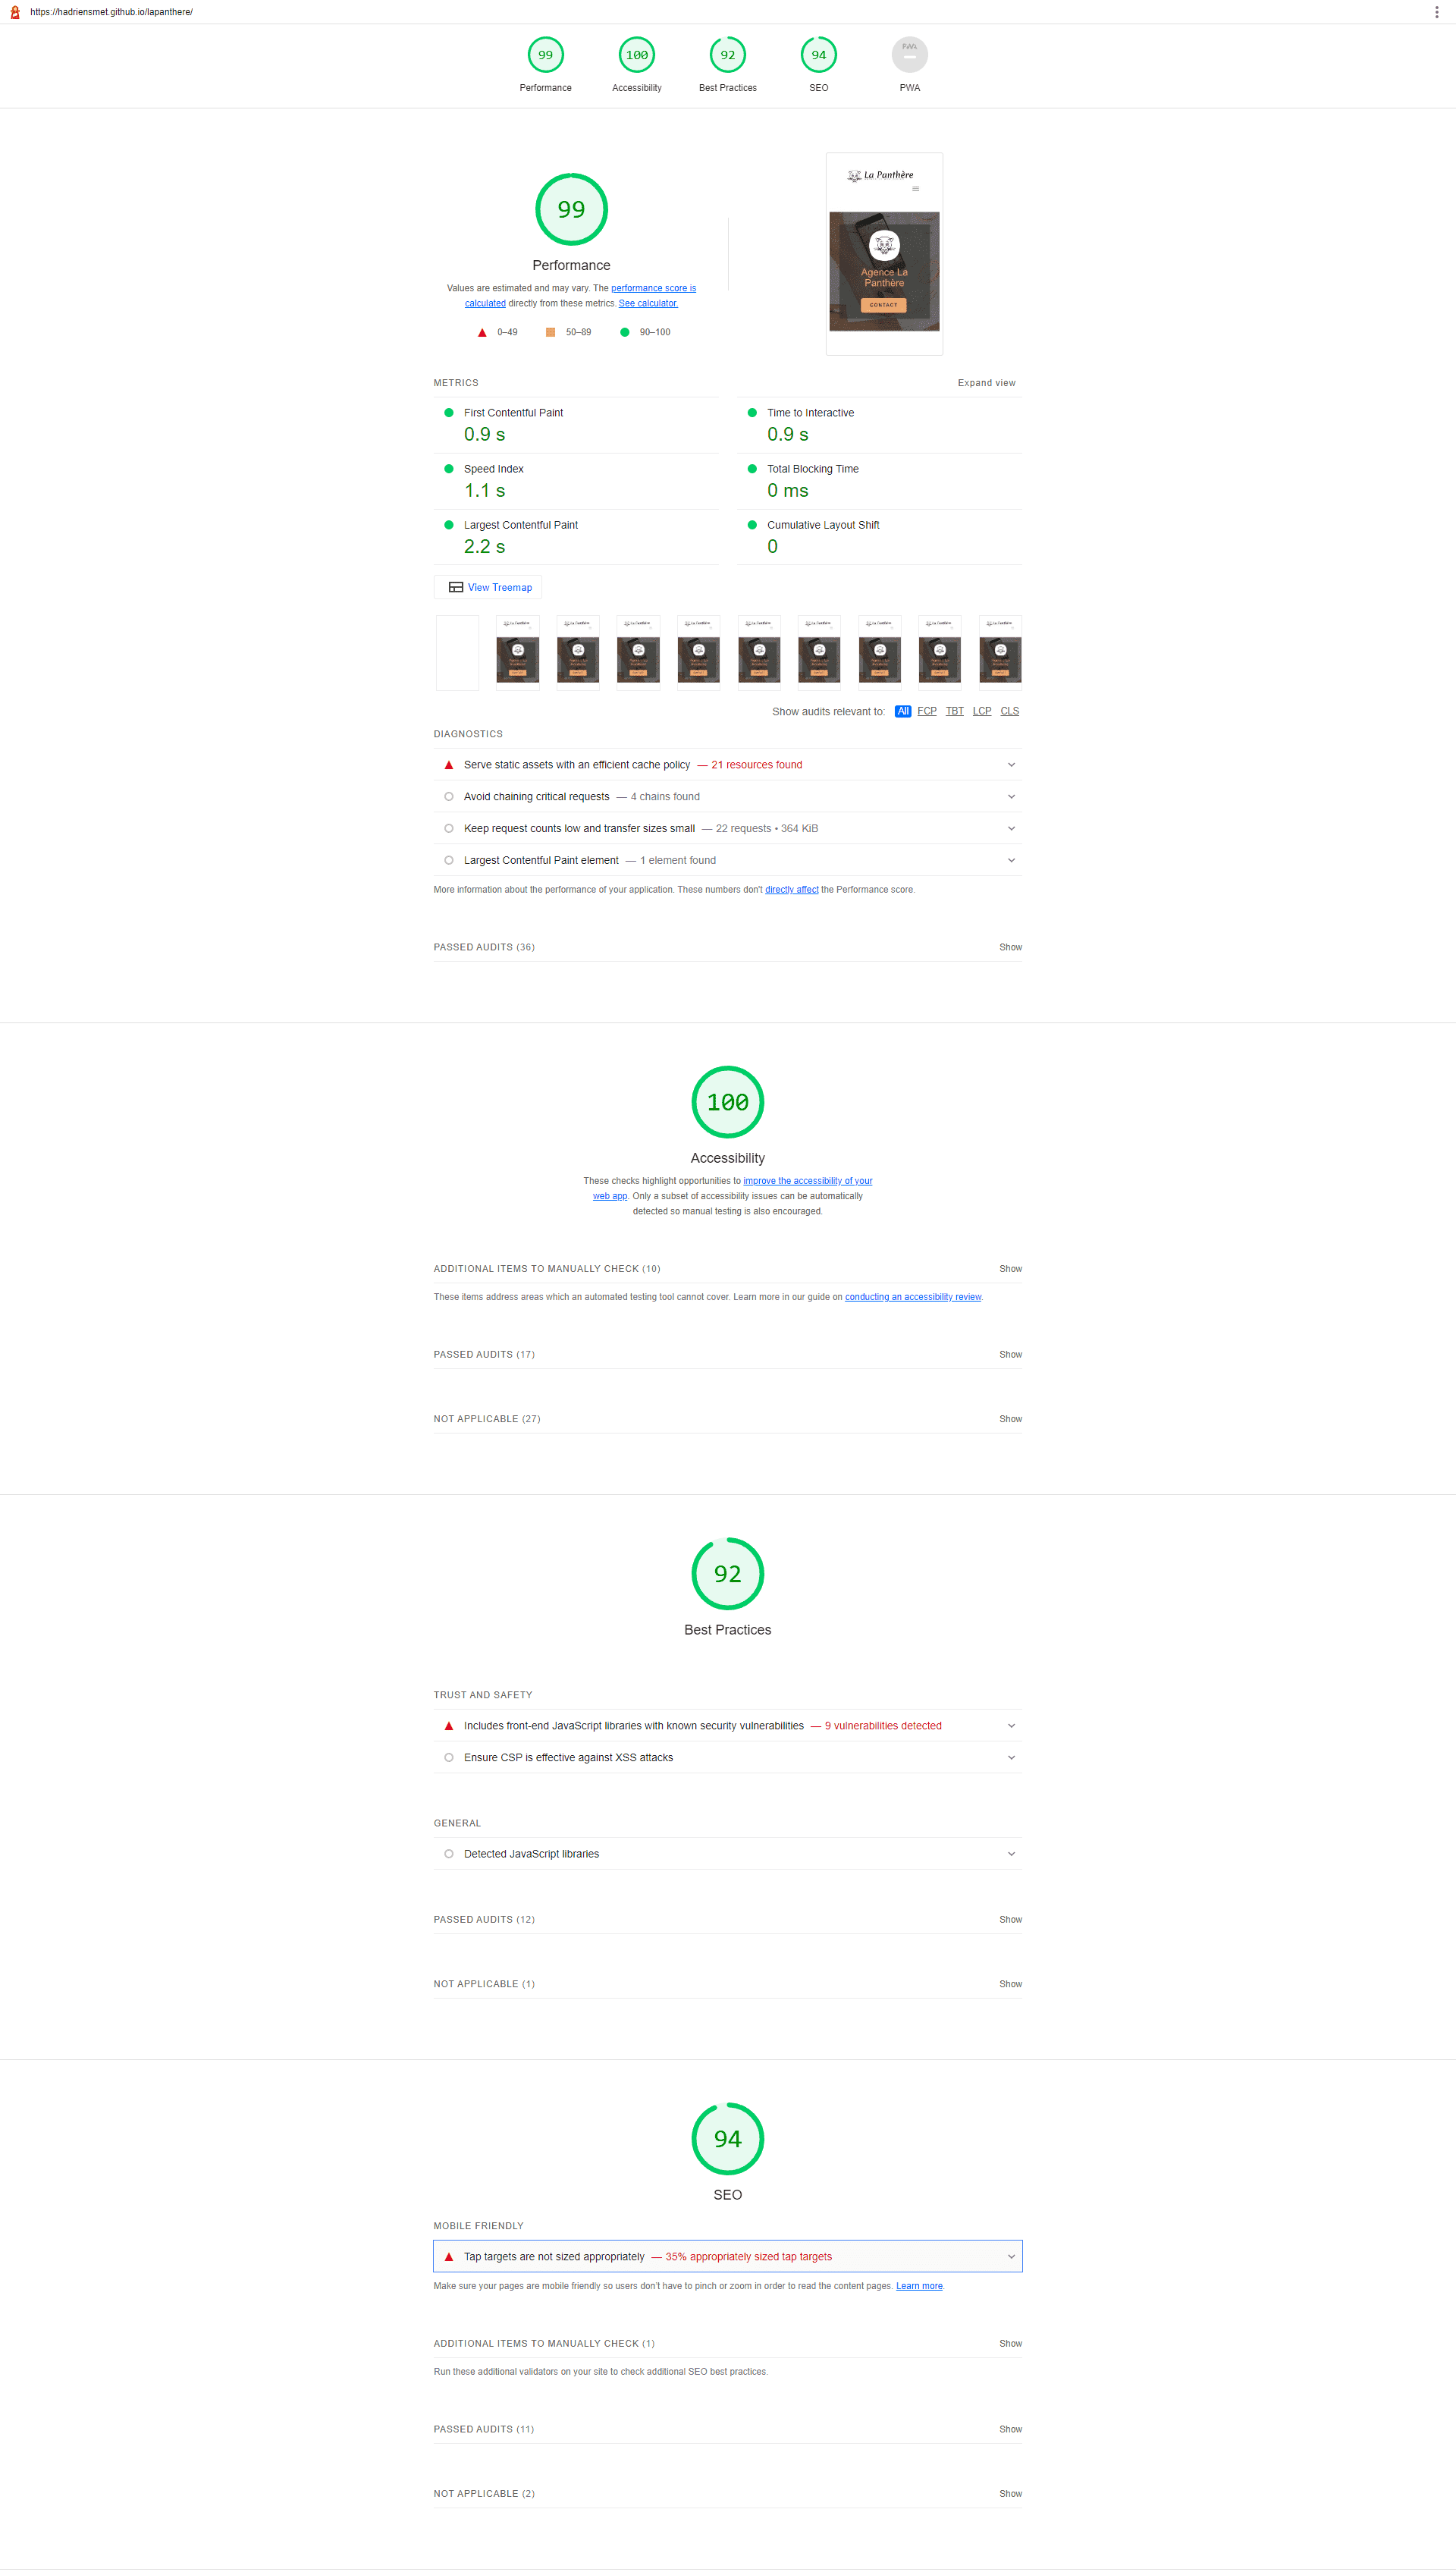 https://hadriensmet.github.io/lapanthere/
99
100
92
94
PWA
Performance
Accessibility
Best Practices
SEO
PWA
99
Performance
Values are estimated and may vary. The performance score is
calculated directly from these metrics. See calculator.
0–49
50–89
90–100
La Panthère
Agence La
Panthère
CONTACT
METRICS
Expand view
First Contentful Paint
0.9 s
Time to Interactive
0.9 s
Speed Index
1.1 s
Total Blocking Time
0 ms
Largest Contentful Paint
2.2 s
Cumulative Layout Shift
0
View Treemap
Show audits relevant to: All FCP TBT LCP CLS
DIAGNOSTICS
Serve static assets with an efficient cache policy — 21 resources found
Avoid chaining critical requests — 4 chains found
Keep request counts low and transfer sizes small — 22 requests • 364 KiB
Largest Contentful Paint element — 1 element found
More information about the performance of your application. These numbers don't directly affect the Performance score.
PASSED AUDITS (36)
Show
100
Accessibility
These checks highlight opportunities to improve the accessibility of your
web app. Only a subset of accessibility issues can be automatically
detected so manual testing is also encouraged.
ADDITIONAL ITEMS TO MANUALLY CHECK (10)
Show
These items address areas which an automated testing tool cannot cover. Learn more in our guide on conducting an accessibility review.
PASSED AUDITS (17)
Show
NOT APPLICABLE (27)
Show
92
Best Practices
TRUST AND SAFETY
Includes front-end JavaScript libraries with known security vulnerabilities — 9 vulnerabilities detected
Ensure CSP is effective against XSS attacks
GENERAL
Detected JavaScript libraries
PASSED AUDITS (12)
Show
NOT APPLICABLE (1)
Show
94
SEO
MOBILE FRIENDLY
Tap targets are not sized appropriately — 35% appropriately sized tap targets
Make sure your pages are mobile friendly so users don't have to pinch or zoom in order to read the content pages. Learn more.
ADDITIONAL ITEMS TO MANUALLY CHECK (1)
Show
Run these additional validators on your site to check additional SEO best practices.
PASSED AUDITS (11)
Show
NOT APPLICABLE (2)
Show